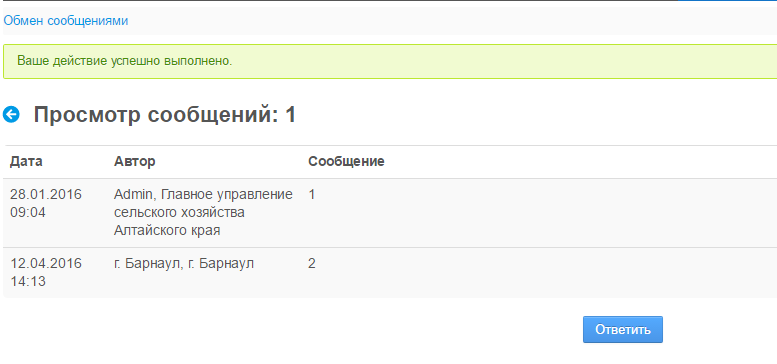 Обмен сообщениями
Ваше действие успешно выполнено.
Просмотр сообщений: 1
Дата Автор Сообщение
28.01.2016 Admin, Главное управление 1
09:04 сельского хозяйства
Алтайского края
12.04.2016 г. Барнаул, г. Барнаул 2
14:13
Ответить